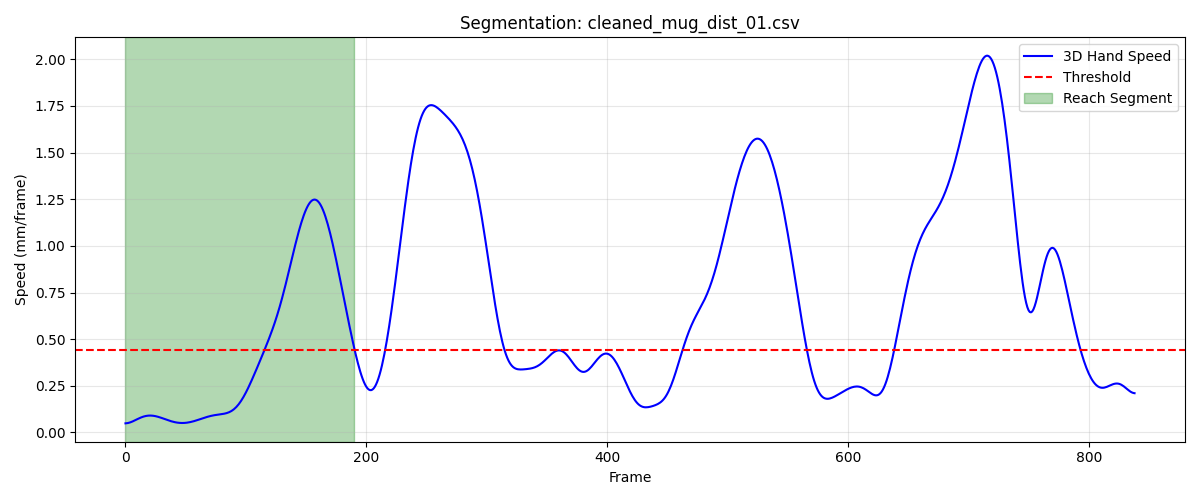 Segmentation: cleaned_mug_dist_01.csv
3D Hand Speed
Threshold
Reach Segment
Speed (mm/frame)
2.00
1.75
1.50
1.25
1.00
0.75
0.50
0.25
0.00
0 200 400 600 800
Frame